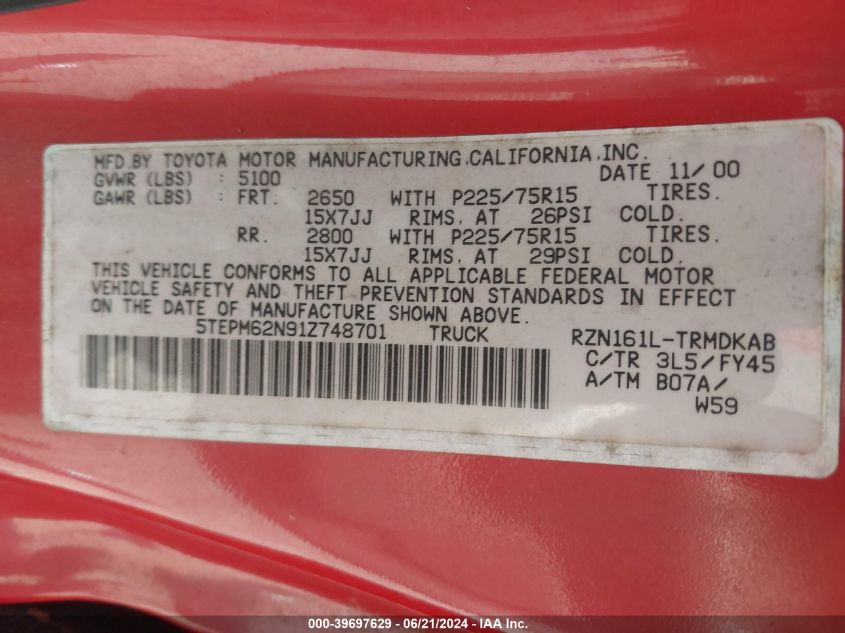 MFD.BY TOYOTA MOTOR MANUFACTURING,CALIFORNIA,INC.
GVWR (LBS) : 5100 DATE 11/00
GAWR (LBS) : FRT. 2650 WITH P225/75R15 TIRES.
15X7JJ RIMS, AT 26PSI COLD.
RR. 2800 WITH P225/75R15 TIRES.
15X7JJ RIMS, AT 29PSI COLD.
THIS VEHICLE CONFORMS TO ALL APPLICABLE FEDERAL MOTOR
VEHICLE SAFETY AND THEFT PREVENTION STANDARDS IN EFFECT
ON THE DATE OF MANUFACTURE SHOWN ABOVE.
5TEPM62N91Z748701 TRUCK RZN161L-TRMDKAB
C/TR 3L5/FY45
A/TM B07A/
W59
000-39697629 - 06/21/2024 - IAA Inc.